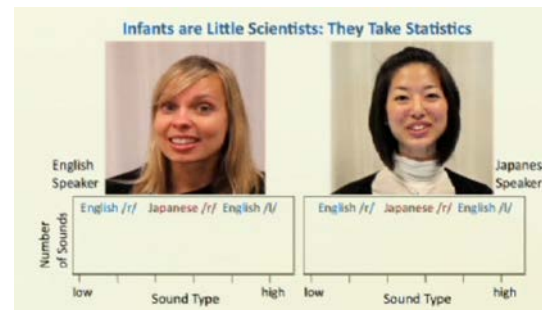 Infants are Little Scientists: They Take Statistics
English
Speaker
Japanes
Speaker
English /r/ Japanese /r/ English /l/
English /r/ Japanese /r/ English /l/
Number
of Sounds
low Sound Type high
low Sound Type high